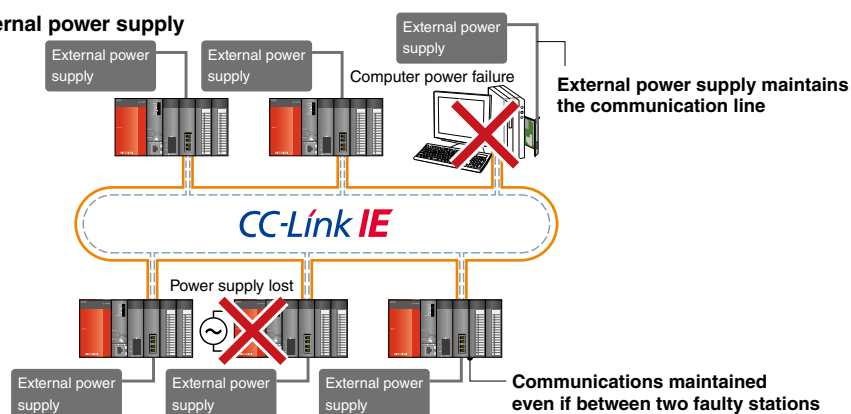 ernal power supply
External power
supply
External power
supply
External power
supply
Computer power failure
External power supply maintains
the communication line
CC-Link IE
Power supply lost
External power
supply
External power
supply
External power
supply
Communications maintained
even if between two faulty stations